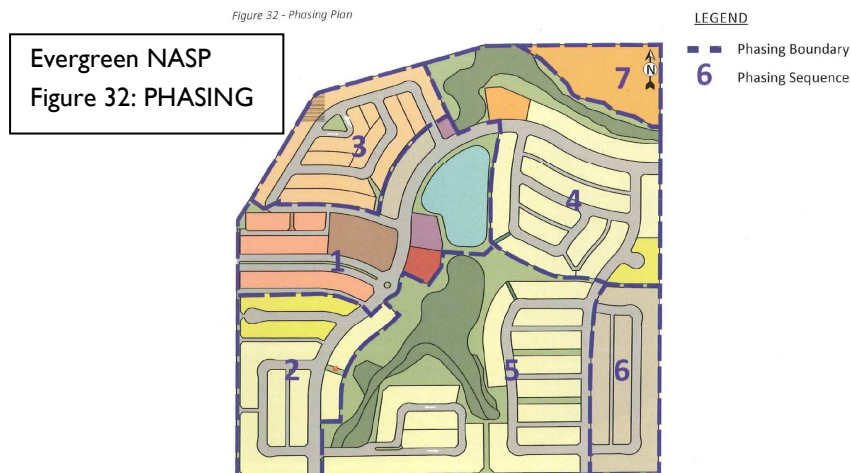 Figure 32 - Phasing Plan
LEGEND
Evergreen NASP
Figure 32: PHASING
Phasing Boundary
6 Phasing Sequence
7
N
3
4
1
2
5
6